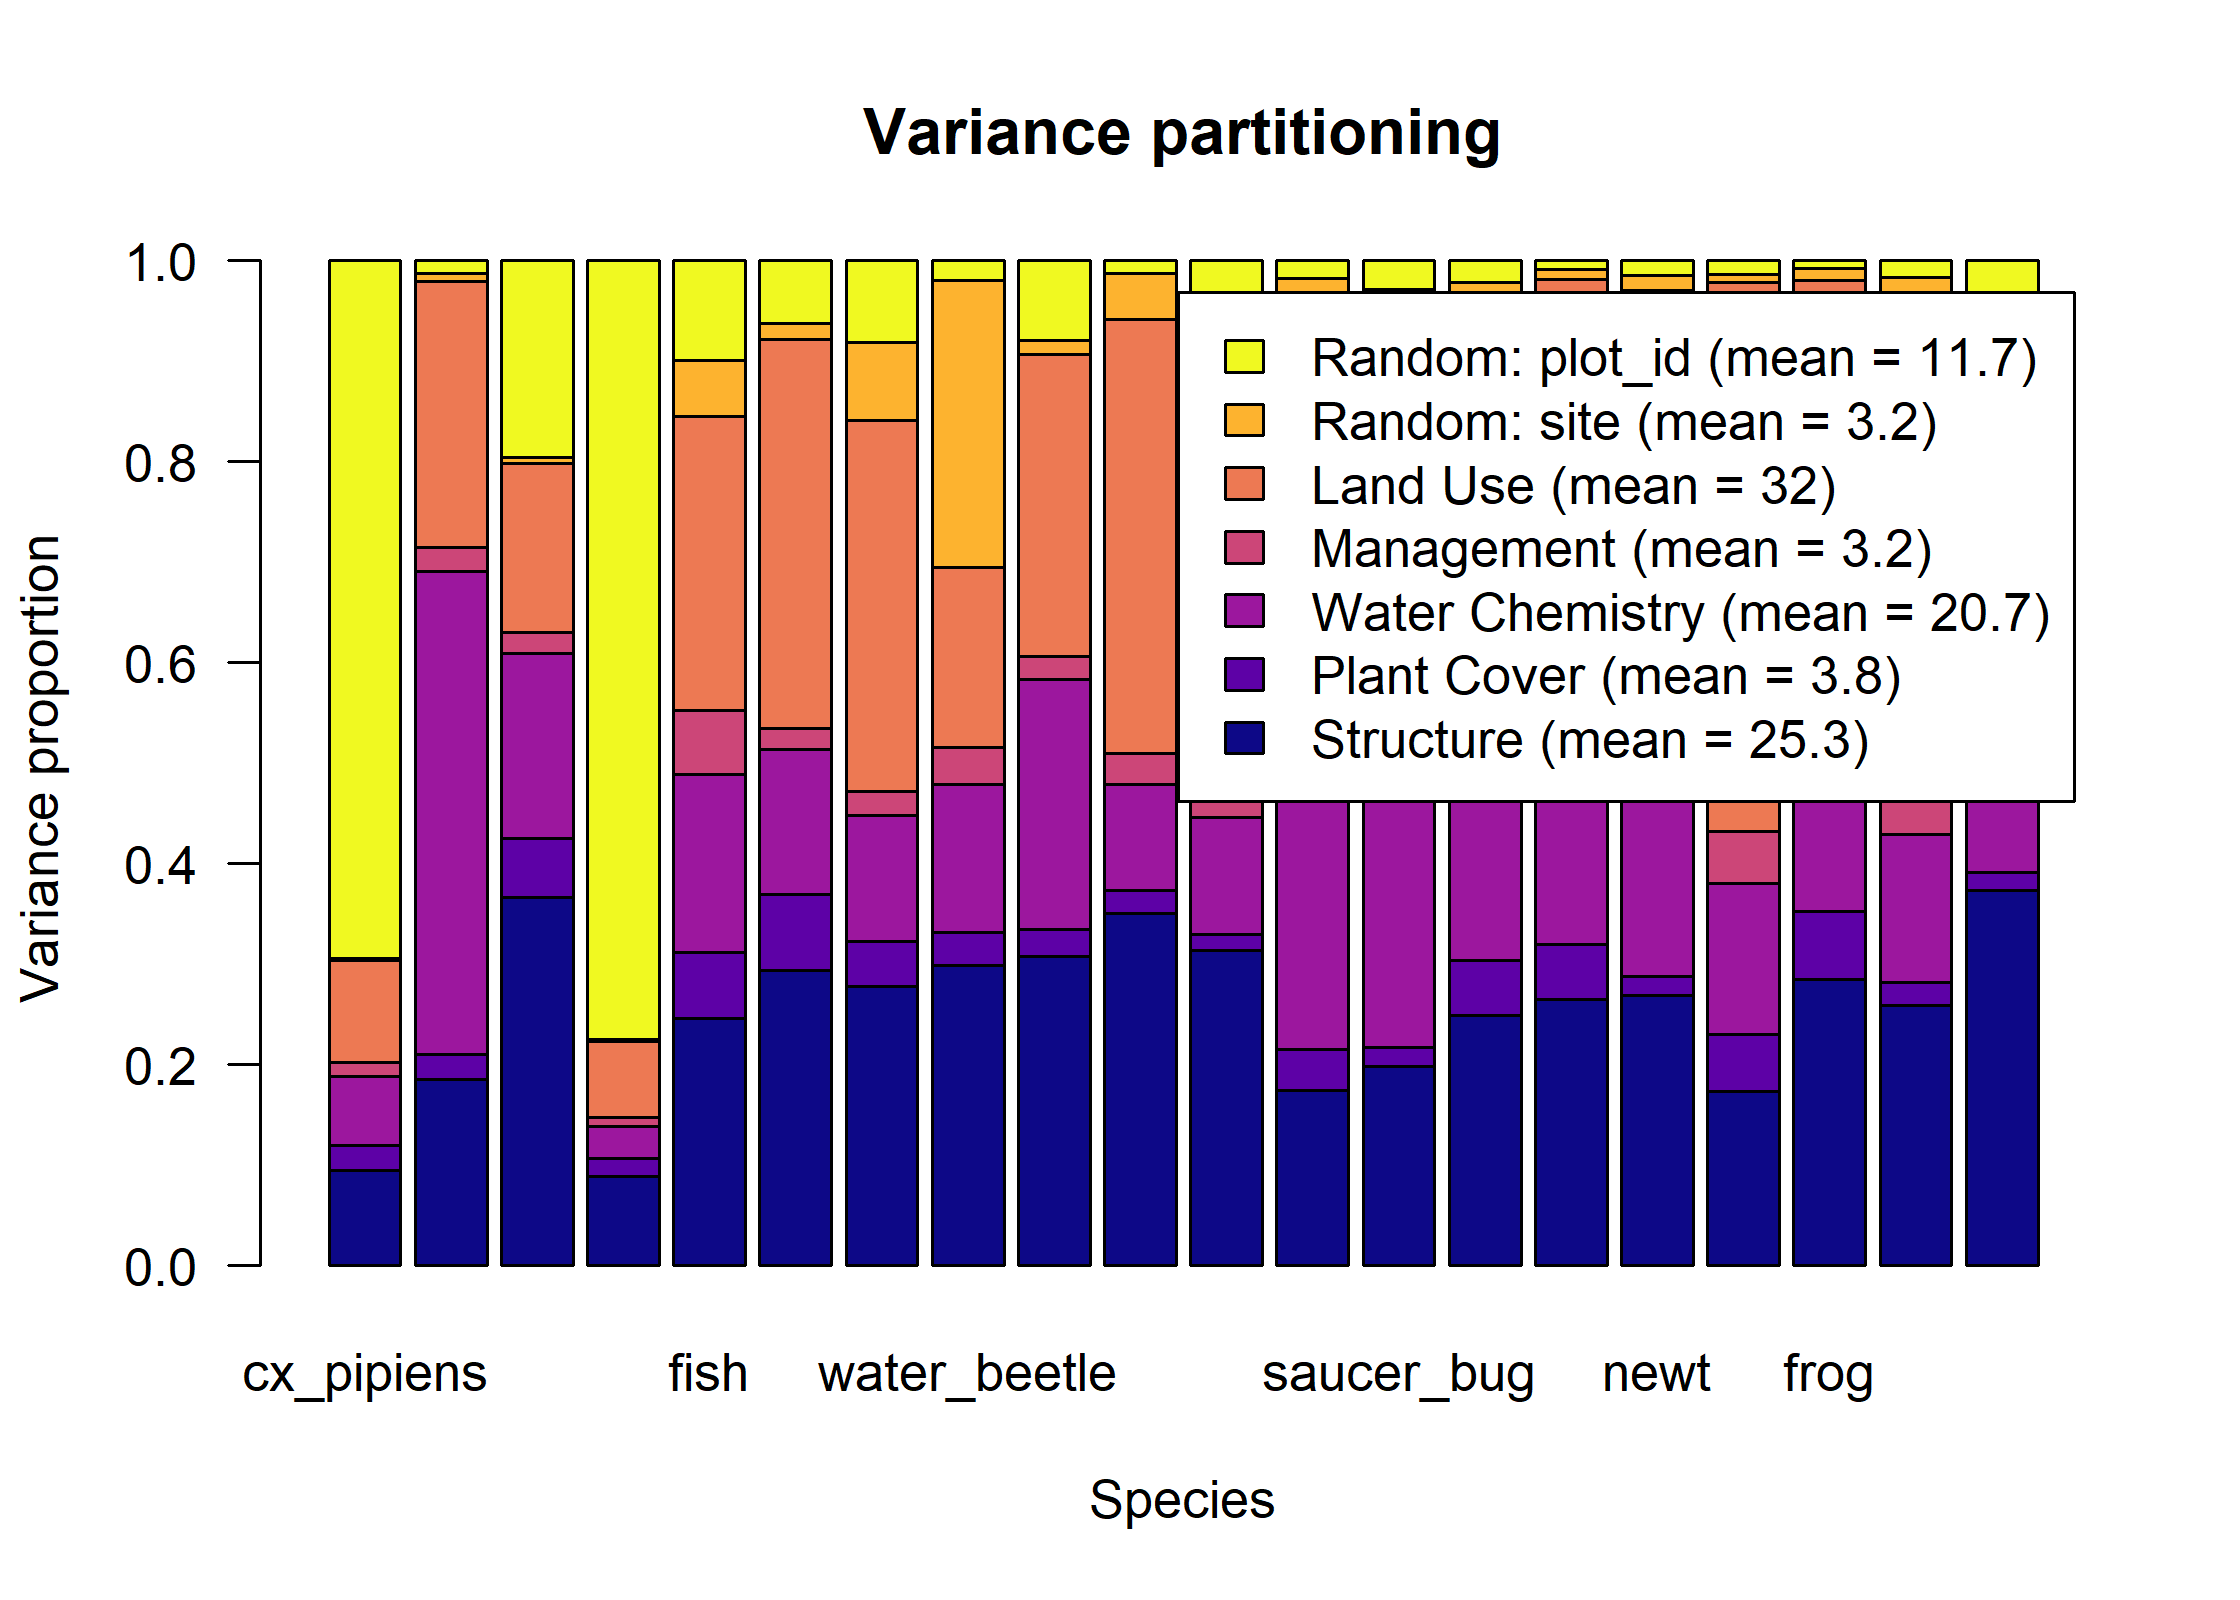 Variance partitioning
Variance proportion
1.0
0.8
0.6
0.4
0.2
0.0
Random: plot_id (mean = 11.7)
Random: site (mean = 3.2)
Land Use (mean = 32)
Management (mean = 3.2)
Water Chemistry (mean = 20.7)
Plant Cover (mean = 3.8)
Structure (mean = 25.3)
cx_pipiens fish water_beetle saucer_bug newt frog
Species